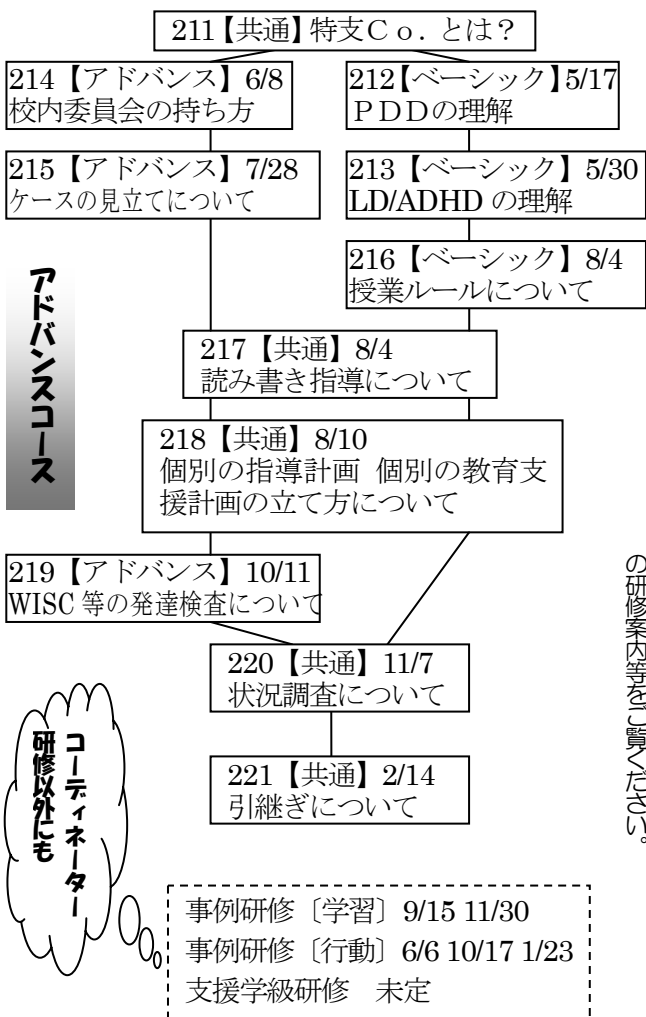 211【共通】特支Ｃｏ．とは？
214【アドバンス】6/8
校内委員会の持ち方
212【ベーシック】5/17
ＰＤＤの理解
215【アドバンス】7/28
ケースの見立てについて
213【ベーシック】5/30
LD/ADHD の理解
216【ベーシック】8/4
授業ルールについて
アドバンスコース
217【共通】8/4
読み書き指導について
218【共通】8/10
個別の指導計画 個別の教育支
援計画の立て方について
219【アドバンス】10/11
WISC 等の発達検査について
の研修案内等をご覧ください。
220【共通】11/7
状況調査について
221【共通】2/14
引継ぎについて
コーディネーター
研修以外にも
事例研修〔学習〕9/15 11/30
事例研修〔行動〕6/6 10/17 1/23
支援学級研修　未定